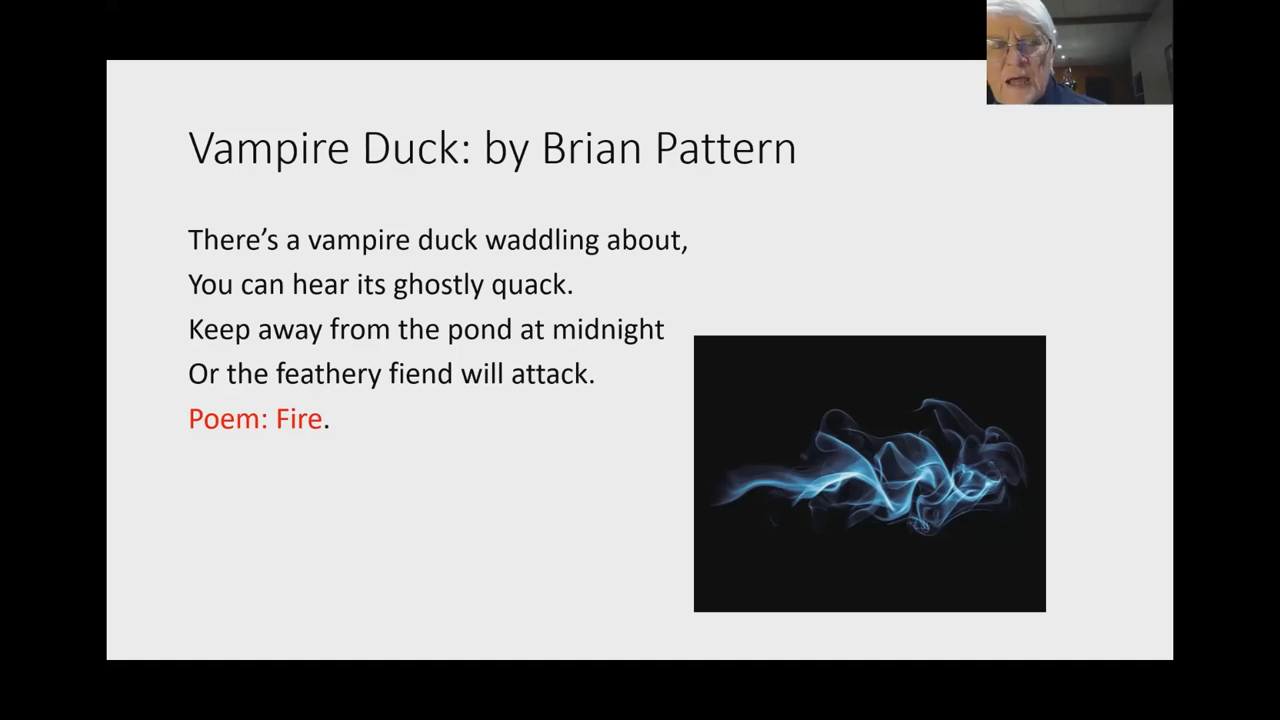 Vampire Duck: by Brian Pattern
There’s a vampire duck waddling about,
You can hear its ghostly quack.
Keep away from the pond at midnight
Or the feathery fiend will attack.
Poem: Fire.